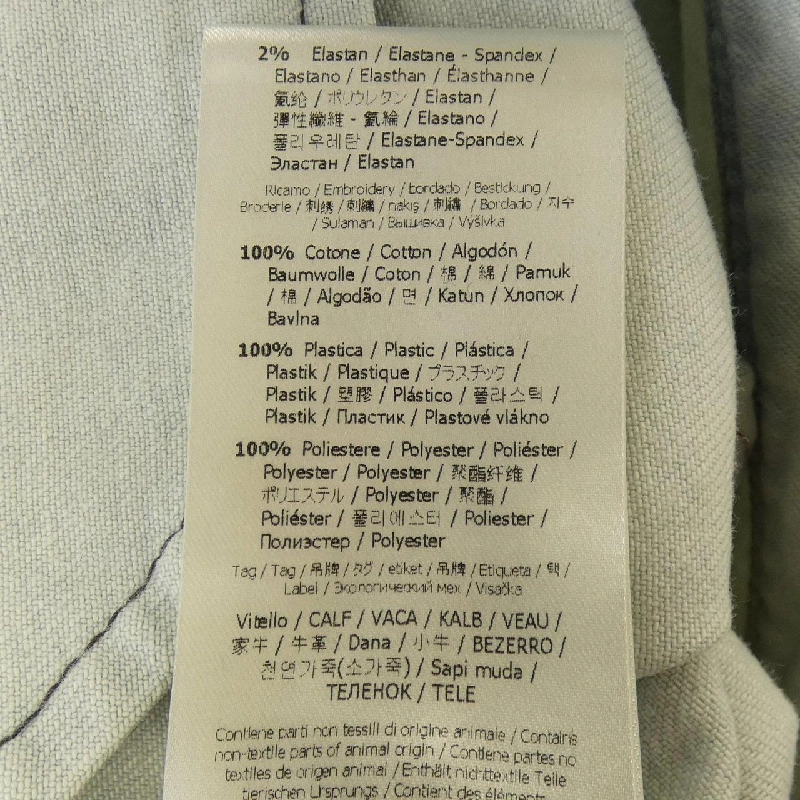 2% Elastan / Elastane - Spandex /
Elastano / Elasthan / Élasthanne /
氨纶 / ポリウレタン / Elastan /
彈性纖維 - 氨綸 / Elastano /
폴리우레탄 / Elastane-Spandex /
Эластан / Elastan
Ricamo / Embroidery / bordado / Bestickung /
Broderie / 刺绣 / 刺繍 / nakış / 刺繡 / Bordado / 자수
/ Sulaman / Вышивка / Výšivka
100% Cotone / Cotton / Algodón /
Baumwolle / Coton / 棉 / 綿 / Pamuk
/ 棉 / Algodão / 면 / Katun / Хлопок /
Bavlna
100% Plastica / Plastic / Plástica /
Plastik / Plastique / プラスチック /
Plastik / 塑膠 / Plástico / 플라스틱 /
Plastik / Пластик / Plastové vlákno
100% Poliestere / Polyester / Poliéster /
Polyester / Polyester / 聚酯纤维 /
ポリエステル / Polyester / 聚酯 /
Poliéster / 폴리에스터 / Poliester /
Полиэстер / Polyester
Tag / Tag / 吊牌 / タグ / etiket / 吊牌 / Etiqueta / 택 /
Label / Экологический мех / Visačka
Vitello / CALF / VACA / KALB / VEAU /
家牛 / 牛革 / Dana / 小牛 / BEZERRO /
천연가죽(소가죽) / Sapi muda /
ТЕЛЕНОК / TELE
Contiene parti non tessili di origine animale / Contains
non-textile parts of animal origin / Contiene partes no
textiles de origen animal / Enthält nichttextile Teile
tierischen Ursprungs / Contient des éléments